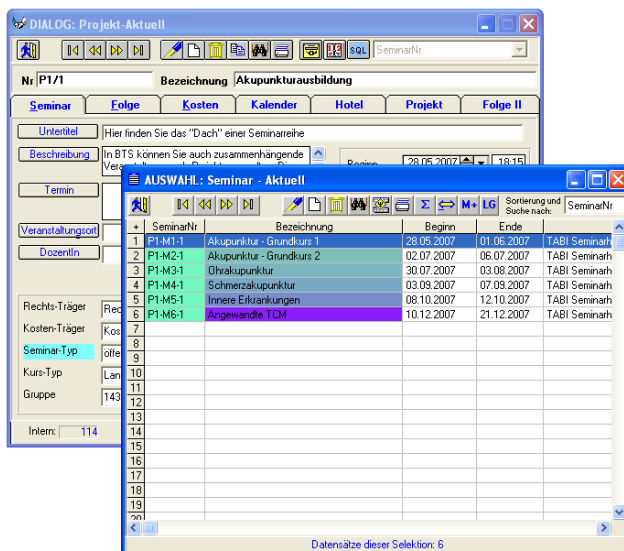 DIALOG: Projekt-Aktuell
SQL SeminarNr
Nr P1/1 Bezeichnung Akupunkturausbildung
Seminar Folge Kosten Kalender Hotel Projekt Folge II
Untertitel Hier finden Sie das "Dach" einer Seminarreihe
Beschreibung In BTS können Sie auch zusammenhängende
Beginn 28.05.2007 18:15
Termin
Veranstaltungsort
DozentIn
Rechts-Träger
Kosten-Träger Kos
Seminar-Typ öffe
Kurs-Typ Lan
Gruppe 143
Intern: 114
AUSWAHL: Seminar - Aktuell
Σ M+ LG Sortierung und Suche nach: SeminarNr
+ SeminarNr Bezeichnung Beginn Ende
1 P1-M1-1 Akupunktur - Grundkurs 1 28.05.2007 01.06.2007 TABI Seminarh
2 P1-M2-1 Akupunktur - Grundkurs 2 02.07.2007 06.07.2007 TABI Seminarh
3 P1-M3-1 Ohrakupunktur 30.07.2007 03.08.2007 TABI Seminarh
4 P1-M4-1 Schmerzakupunktur 03.09.2007 07.09.2007 TABI Seminarh
5 P1-M5-1 Innere Erkrankungen 08.10.2007 12.10.2007 TABI Seminarh
6 P1-M6-1 Angewandte TCM 10.12.2007 21.12.2007 TABI Seminarh
7
8
9
10
11
12
13
14
15
16
17
18
19
20
Datensätze dieser Selektion: 6